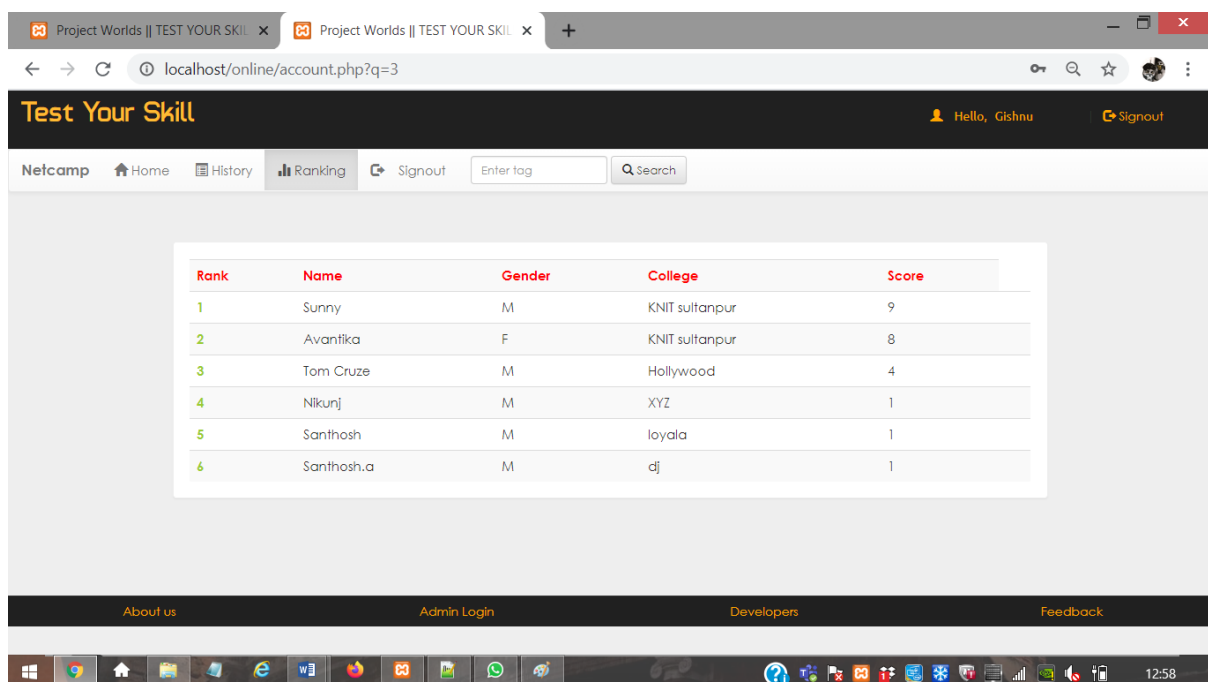 Project Worlds || TEST YOUR SKIL Project Worlds || TEST YOUR SKIL
localhost/online/account.php?q=3
Test Your Skill Hello, Gishnu | Signout
Netcamp Home History Ranking Signout Enter tag Search
Rank Name Gender College Score
1 Sunny M KNIT sultanpur 9
2 Avantika F KNIT sultanpur 8
3 Tom Cruze M Hollywood 4
4 Nikunj M XYZ 1
5 Santhosh M loyala 1
6 Santhosh.a M dj 1
About us Admin Login Developers Feedback
12:58